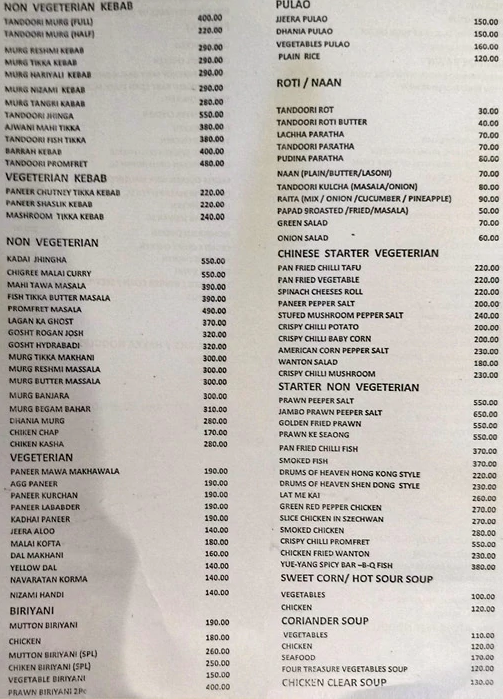 NON VEGETERIAN KEBAB
TANDOORI MURG (FULL) 400.00
TANDOORI MURG (HALF) 220.00
MURG RESHMI KEBAB 290.00
MURG TIKKA KEBAB 290.00
MURG HARIYALI KEBAB 290.00
MURG NIZAMI KEBAB 290.00
MURG TANGRI KABAB 280.00
TANDOORI JHINGA 550.00
AJWANI MAHI TIKKA 380.00
TANDOORI FISH TIKKA 380.00
BARRAH KEBAB 400.00
TANDOORI PROMFRET 480.00
VEGETERIAN KEBAB
PANEER CHUTNEY TIKKA KEBAB 220.00
PANEER SHASLIK KEBAB 220.00
MASHROOM TIKKA KEBAB 240.00
NON VEGETERIAN
KADAI JHINGHA 550.00
CHIGREE MALAI CURRY 550.00
MAHI TAWA MASALA 390.00
FISH TIKKA BUTTER MASALA 390.00
PROMFRET MASALA 490.00
LAGAN KA GHOST 370.00
GOSHT ROGAN JOSH 320.00
GOSHT HYDRABADI 320.00
MURG TIKKA MAKHANI 300.00
MURG RESHMI MASSALA 300.00
MURG BUTTER MASSALA 300.00
MURG BANJARA 300.00
MURG BEGAM BAHAR 310.00
DHANIA MURG 280.00
CHIKEN CHAP 170.00
CHIKEN KASHA 280.00
VEGETERIAN
PANEER MAWA MAKHAWALA 190.00
AGG PANEER 190.00
PANEER KURCHAN 190.00
PANEER LABABDER 190.00
KADHAI PANEER 190.00
JEERA ALOO 140.00
MALAI KOFTA 180.00
DAL MAKHANI 160.00
YELLOW DAL 140.00
NAVARATAN KORMA 140.00
NIZAMI HANDI 140.00
BIRIYANI
MUTTON BIRIYANI 190.00
CHICKEN 180.00
MUTTON BIRIYANI (SPL) 260.00
CHIKEN BIRIYANI (SPL) 250.00
VEGETABLE BIRIYANI 150.00
PRAWN BIRIYANI 2Pc 400.00
PULAO
JJEERA PULAO 150.00
DHANIA PULAO 150.00
VEGETABLES PULAO 160.00
PLAIN RICE 120.00
ROTI / NAAN
TANDOORI ROT 30.00
TANDOORI ROTI BUTTER 40.00
LACHHA PARATHA 70.00
TANDOORI PARATHA 70.00
PUDINA PARATHA 80.00
NAAN (PLAIN/BUTTER/LASONI) 70.00
TANDOORI KULCHA (MASALA/ONION) 80.00
RAITA (MIX / ONION /CUCUMBER / PINEAPPLE) 90.00
PAPAD 9ROASTED /FRIED/MASALA) 50.00
GREEN SALAD 70.00
ONION SALAD 60.00
CHINESE STARTER VEGETERIAN
PAN FRIED CHILLI TAFU 220.00
PAN FRIED VEGETABLE 220.00
SPINACH CHEESES ROLL 220.00
PANEER PEPPER SALT 200.00
STUFED MUSHROOM PEPPER SALT 240.00
CRISPY CHILLI POTATO 200.00
CRISPY CHILLI BABY CORN 200.00
AMERICAN CORN PEPPER SALT 230.00
WANTON SALAD 180.00
CRISPY CHILLI MUSHROOM 230.00
STARTER NON VEGETERIAN
PRAWN PEEPER SALT 550.00
JAMBO PRAWN PEEPER SALT 650.00
GOLDEN FRIED PRAWN 550.00
PRAWN KE SEAONG 550.00
PAN FRIED CHILLI FISH 370.00
SMOKED FISH 370.00
DRUMS OF HEAVEN HONG KONG STYLE 220.00
DRUMS OF HEAVEN SHEN DONG STYLE 230.00
LAT ME KAI 260.00
GREEN RED PEPPER CHICKEN 270.00
SLICE CHICKEN IN SZECHWAN 270.00
SMOKED CHICKEN 280.00
CRISPY CHILLI PROMFRET 550.00
CHICKEN FRIED WANTON 230.00
YUE-YANG SPICY BAR –B-Q FISH 380.00
SWEET CORN/ HOT SOUR SOUP
VEGETABLES 100.00
CHICKEN 120.00
CORIANDER SOUP
VEGETABLES 110.00
CHICKEN 120.00
SEAFOOD 170.00
FOUR TREASURE VEGETABLES SOUP 120.00
CHICKEN CLEAR SOUP 130.00